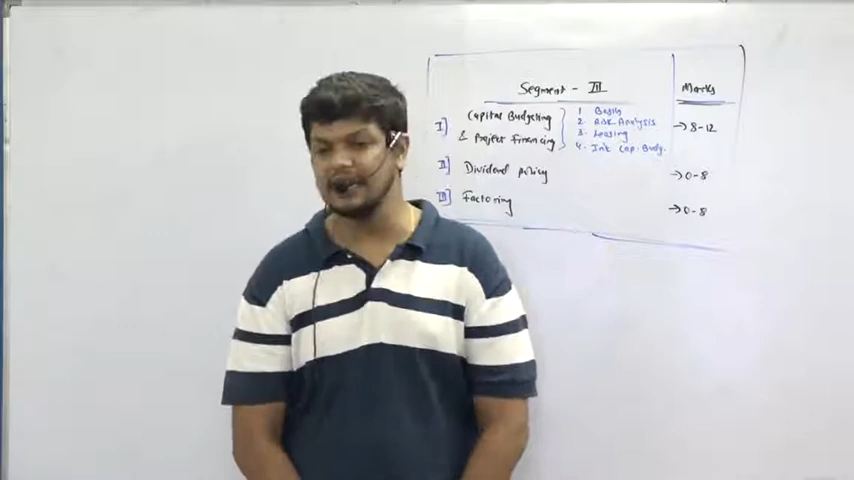 Segment - III
Marks
I] Capital Budgeting & Project Financing
1 Basics
2. Risk Analysis
3. Leasing
4. Int. Cap. Budg.
→ 8-12
II] Dividend policy → 0-8
III] Factoring → 0-8